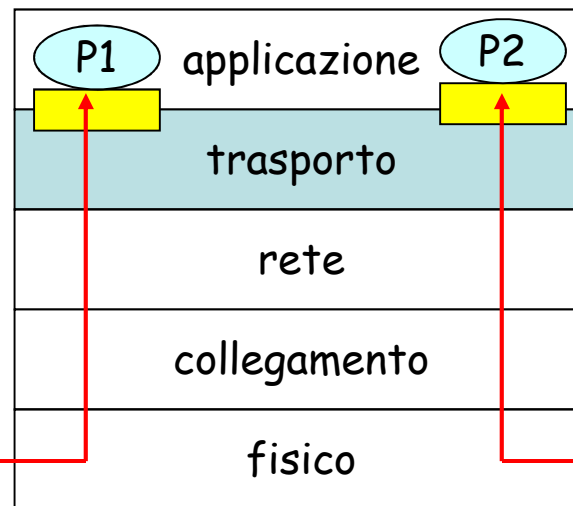 P1 applicazione P2
trasporto
rete
collegamento
fisico